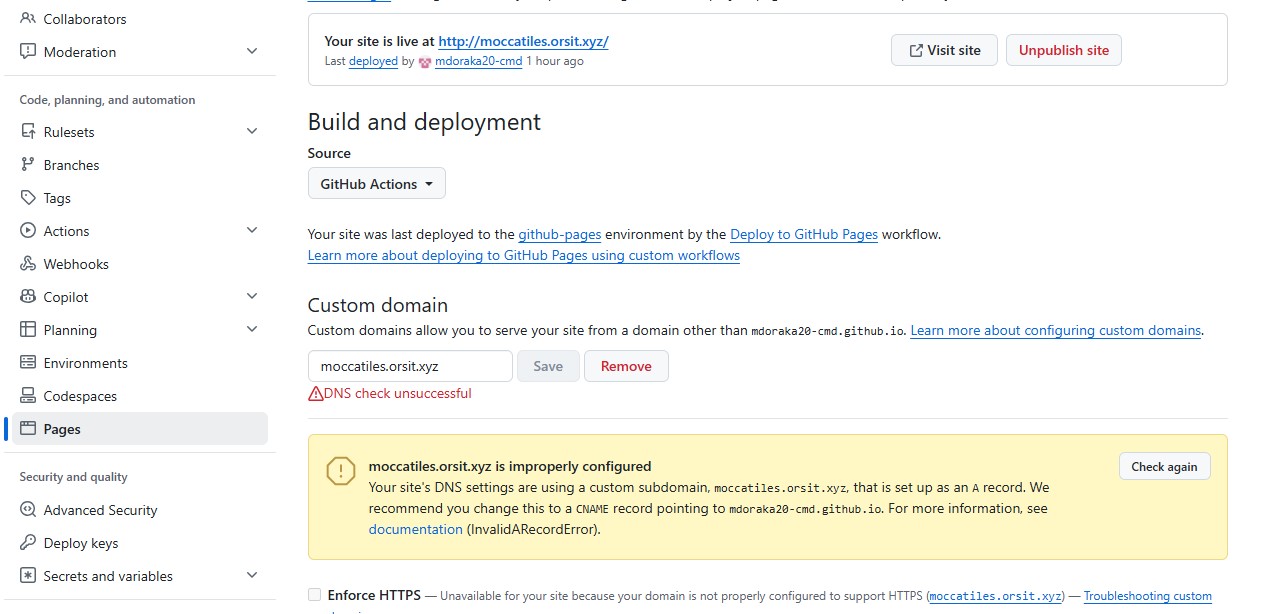 Collaborators
Moderation
Code, planning, and automation
Rulesets
Branches
Tags
Actions
Webhooks
Copilot
Planning
Environments
Codespaces
Pages
Security and quality
Advanced Security
Deploy keys
Secrets and variables
Your site is live at http://moccatiles.orsit.xyz/
Last deployed by mdoraka20-cmd 1 hour ago
Visit site
Unpublish site
Build and deployment
Source
GitHub Actions
Your site was last deployed to the github-pages environment by the Deploy to GitHub Pages workflow.
Learn more about deploying to GitHub Pages using custom workflows
Custom domain
Custom domains allow you to serve your site from a domain other than mdoraka20-cmd.github.io. Learn more about configuring custom domains.
moccatiles.orsit.xyz
Save
Remove
DNS check unsuccessful
moccatiles.orsit.xyz is improperly configured
Your site's DNS settings are using a custom subdomain, moccatiles.orsit.xyz, that is set up as an A record. We
recommend you change this to a CNAME record pointing to mdoraka20-cmd.github.io. For more information, see
documentation (InvalidARecordError).
Check again
Enforce HTTPS — Unavailable for your site because your domain is not properly configured to support HTTPS (moccatiles.orsit.xyz) — Troubleshooting custom